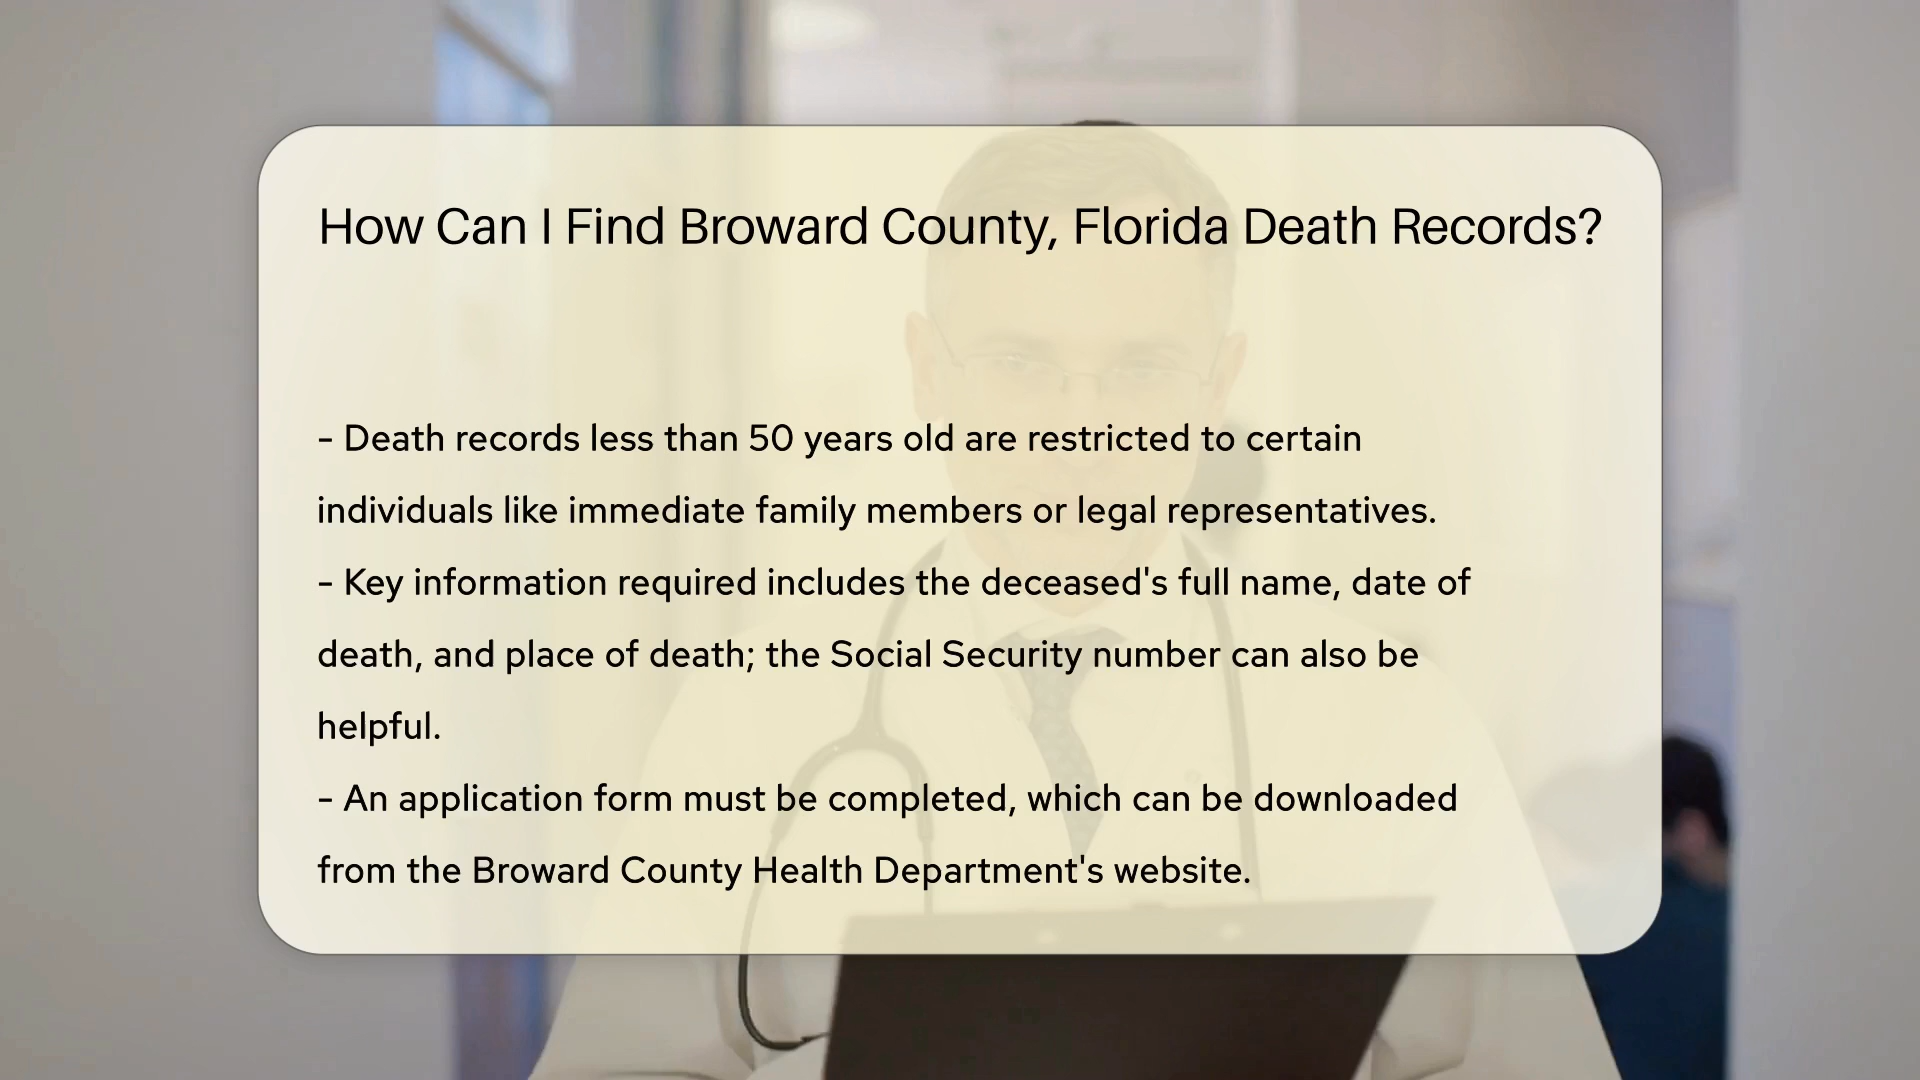 How Can I Find Broward County, Florida Death Records?
- Death records less than 50 years old are restricted to certain
individuals like immediate family members or legal representatives.
- Key information required includes the deceased's full name, date of
death, and place of death; the Social Security number can also be
helpful.
- An application form must be completed, which can be downloaded
from the Broward County Health Department's website.